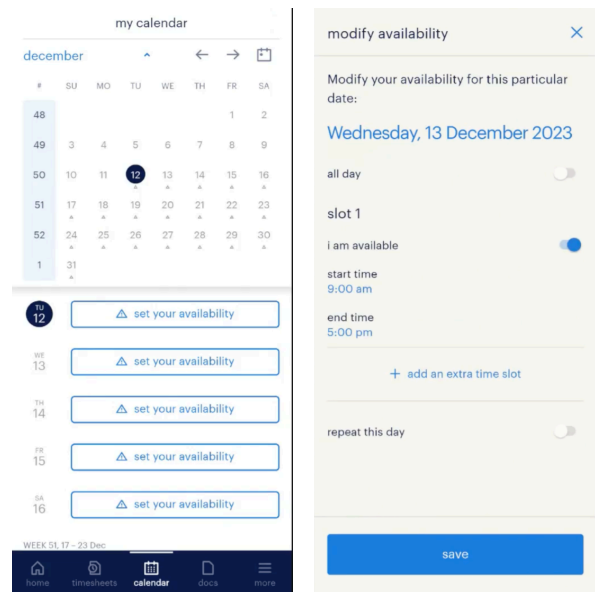 my calendar
december
# SU MO TU WE TH FR SA
48 1 2
49 3 4 5 6 7 8 9
50 10 11 12 13 14 15 16
51 17 18 19 20 21 22 23
52 24 25 26 27 28 29 30
1 31
TU
12
set your availability
WE
13
set your availability
TH
14
set your availability
FR
15
set your availability
SA
16
set your availability
WEEK 51, 17 – 23 Dec
home timesheets calendar docs more
modify availability
Modify your availability for this particular
date:
Wednesday, 13 December 2023
all day
slot 1
i am available
start time
9:00 am
end time
5:00 pm
+ add an extra time slot
repeat this day
save